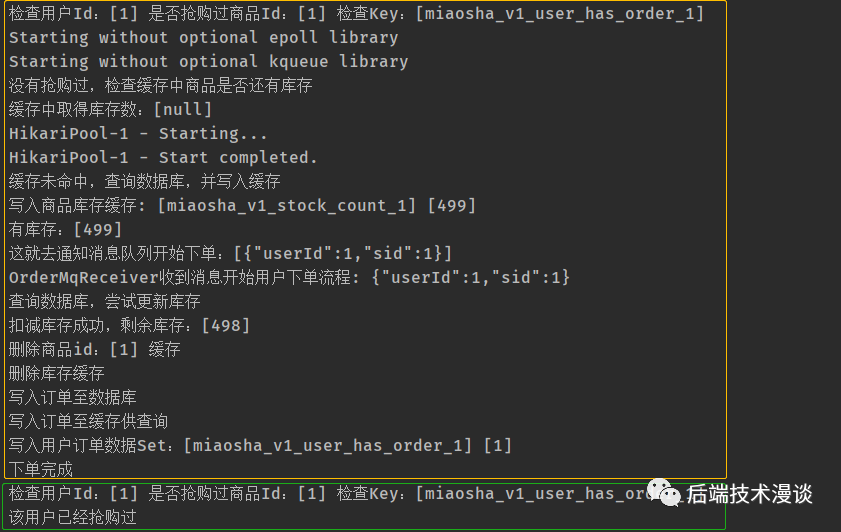 检查用户Id：[1] 是否抢购过商品Id：[1] 检查Key：[miaosha_v1_user_has_order_1]
Starting without optional epoll library
Starting without optional kqueue library
没有抢购过，检查缓存中商品是否还有库存
缓存中取得库存数：[null]
HikariPool-1 - Starting...
HikariPool-1 - Start completed.
缓存未命中，查询数据库，并写入缓存
写入商品库存缓存: [miaosha_v1_stock_count_1] [499]
有库存：[499]
这就去通知消息队列开始下单：[{"userId":1,"sid":1}]
OrderMqReceiver收到消息开始用户下单流程: {"userId":1,"sid":1}
查询数据库，尝试更新库存
扣减库存成功，剩余库存：[498]
删除商品id：[1] 缓存
删除库存缓存
写入订单至数据库
写入订单至缓存供查询
写入用户订单数据Set：[miaosha_v1_user_has_order_1] [1]
下单完成
检查用户Id：[1] 是否抢购过商品Id：[1] 检查Key：[miaosha_v1_user_has_or
该用户已经抢购过
后端技术漫谈